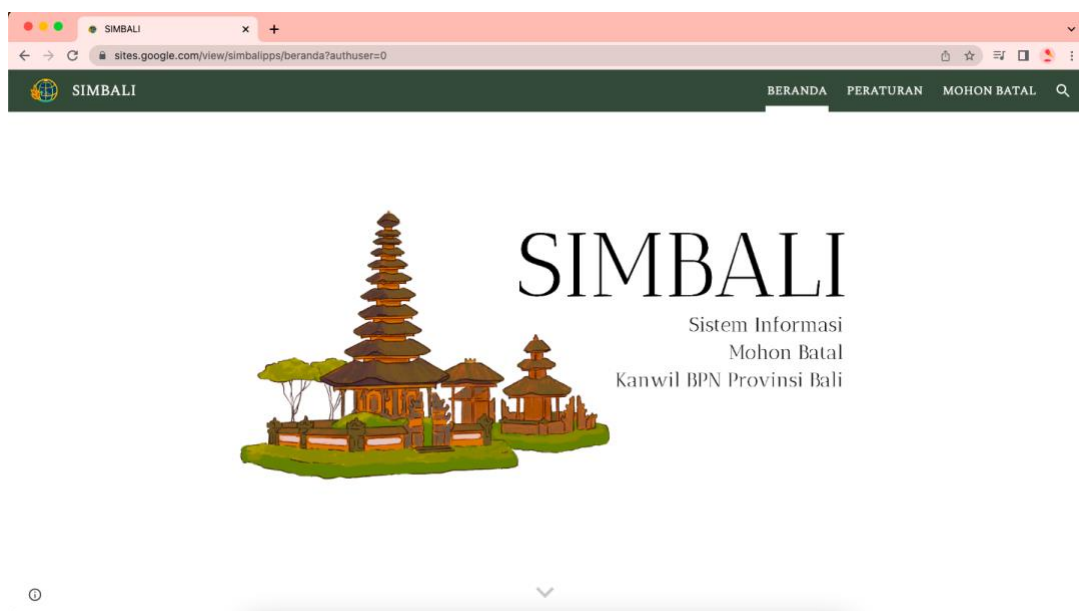 SIMBALI
sites.google.com/view/simbalipps/beranda?authuser=0
SIMBALI
BERANDA PERATURAN MOHON BATAL
SIMBALI
Sistem Informasi
Mohon Batal
Kanwil BPN Provinsi Bali